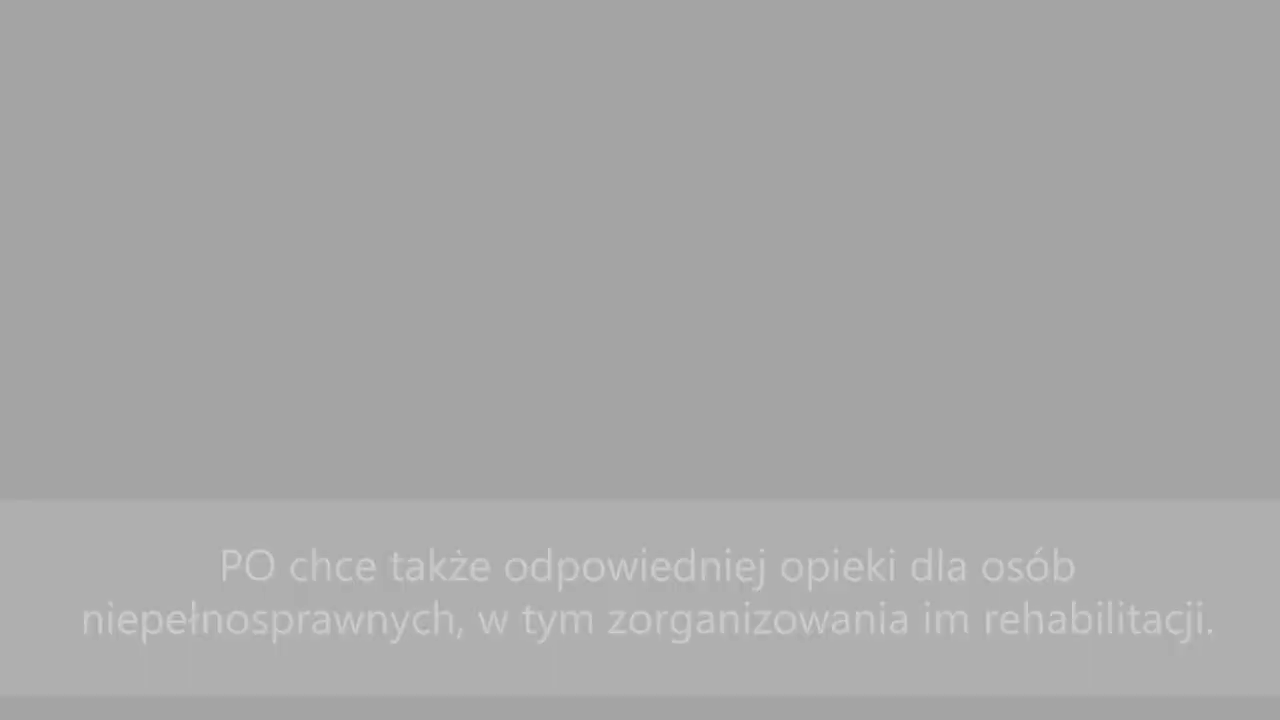 PO chce także odpowiedniej opieki dla osób
niepełnosprawnych, w tym zorganizowania im rehabilitacji.